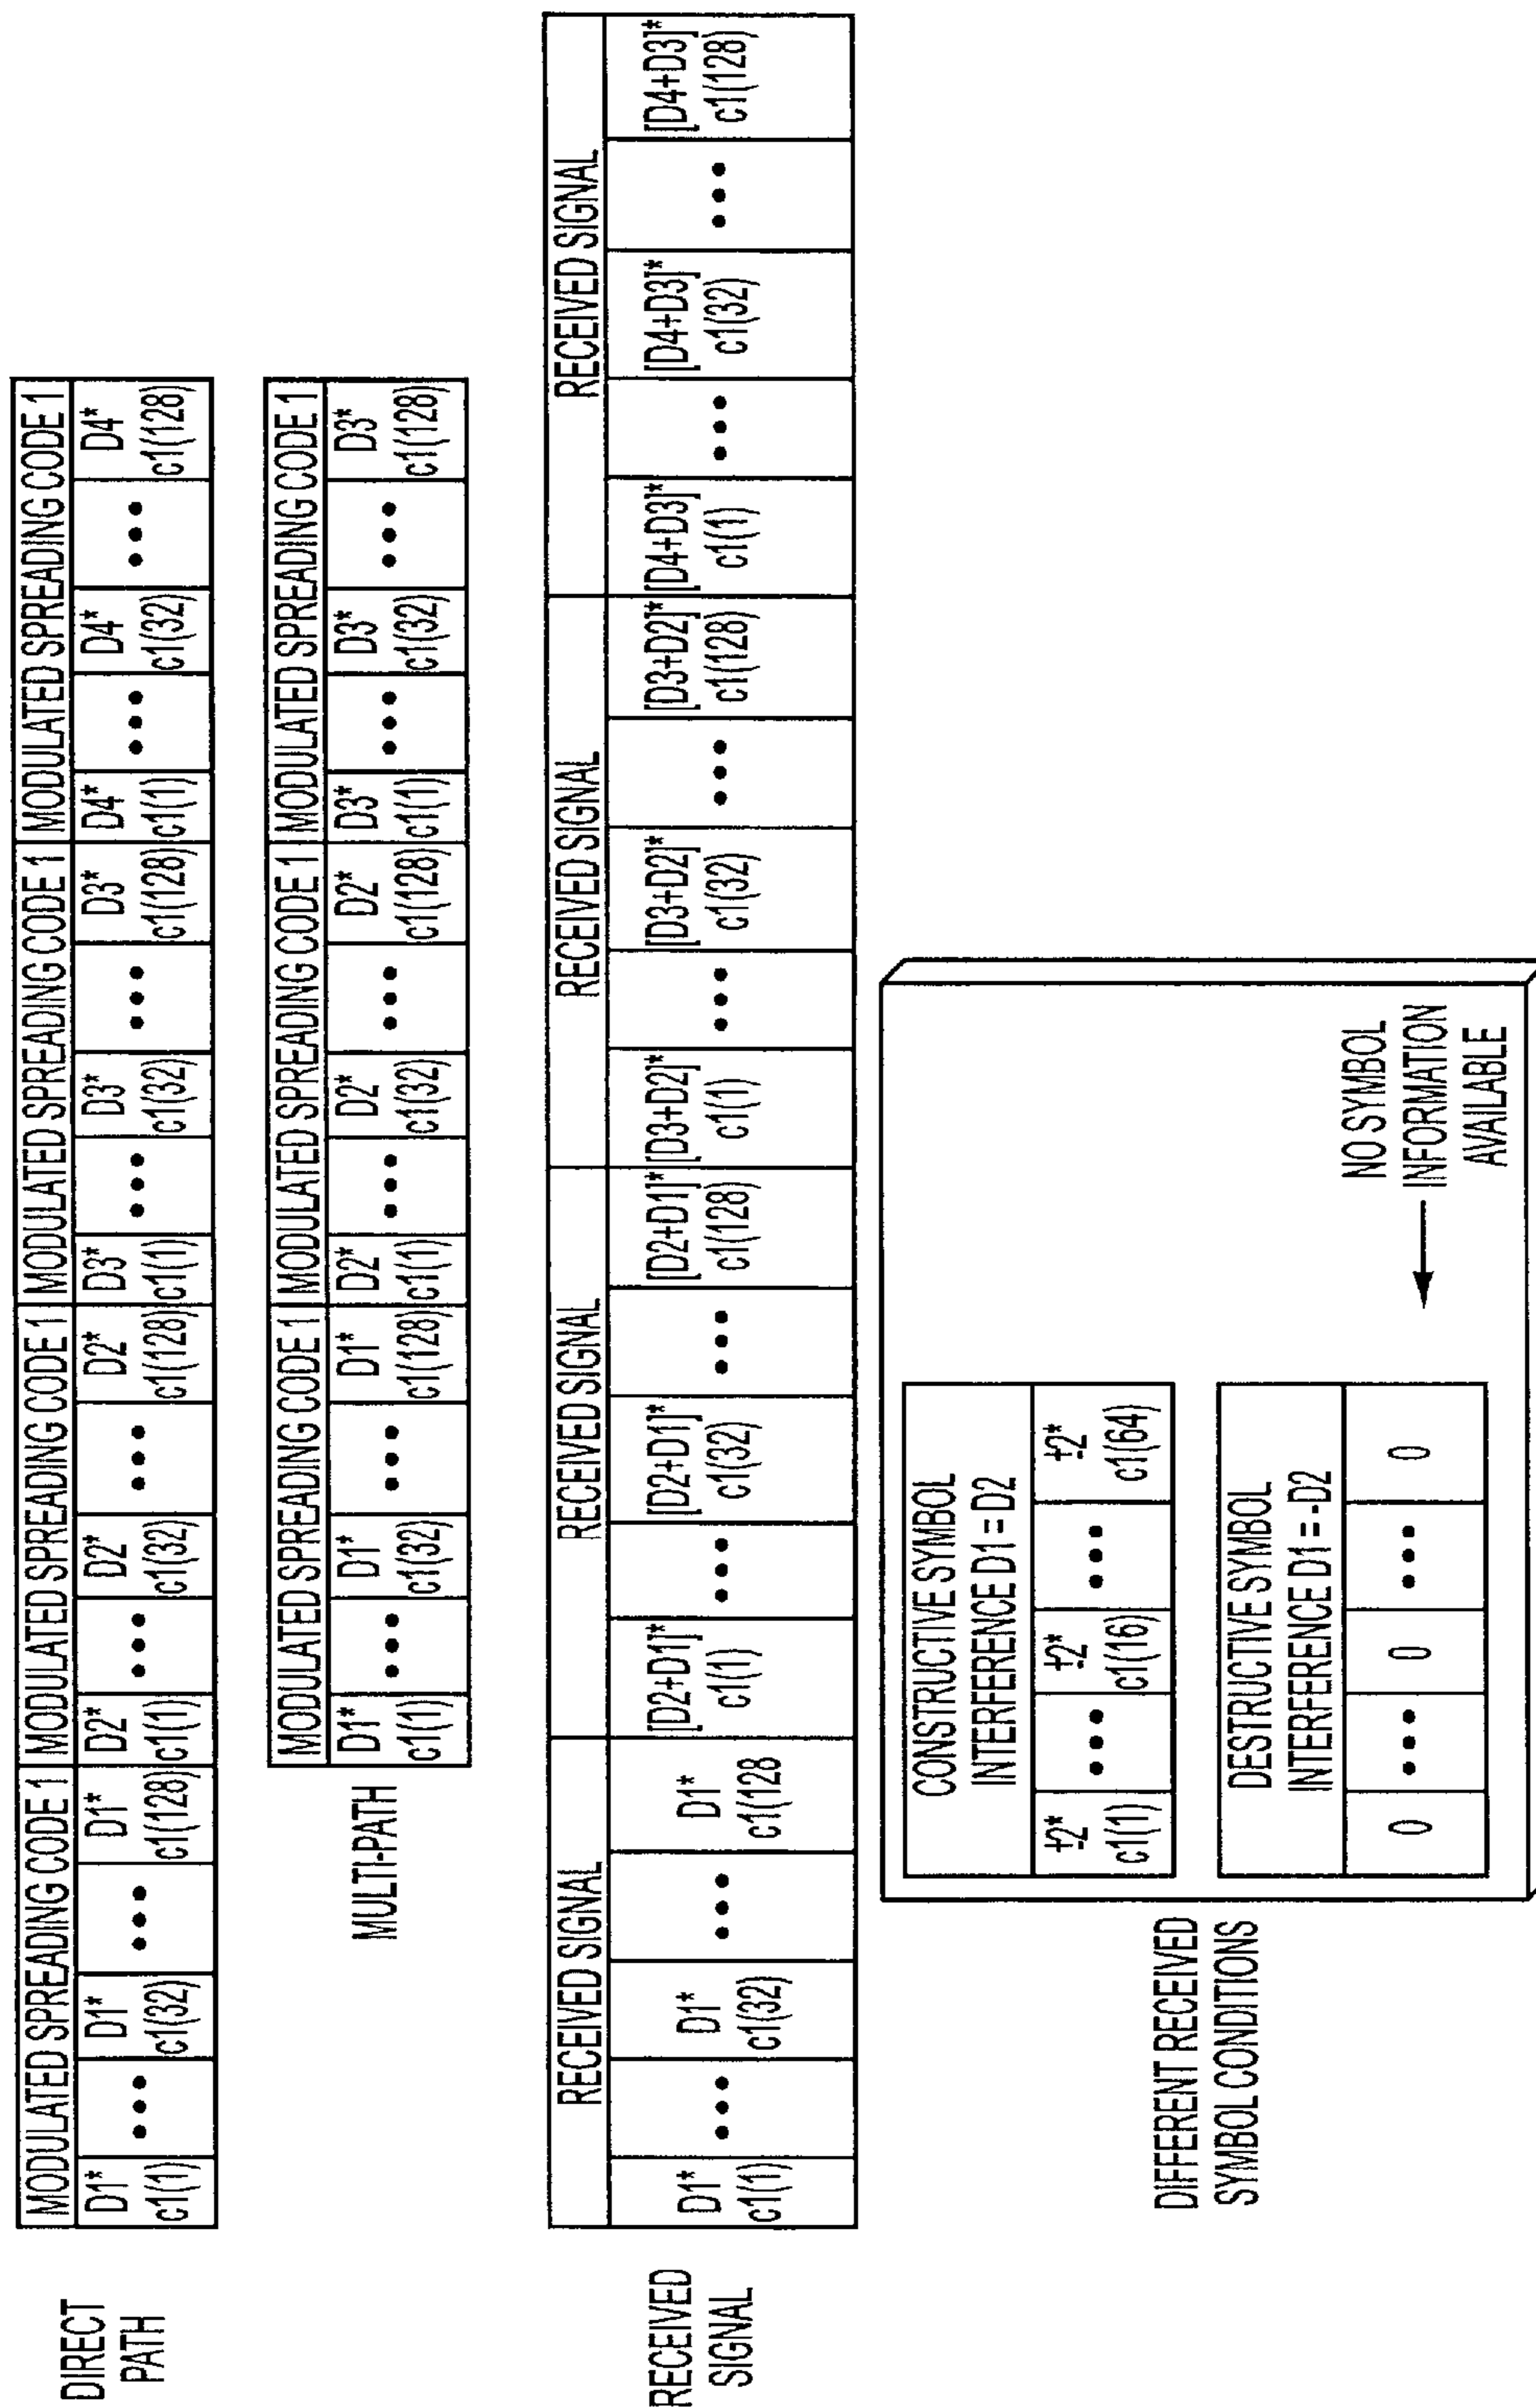 DIRECT
PATH
MODULATED SPREADING CODE 1 MODULATED SPREADING CODE 1 MODULATED SPREADING CODE 1 MODULATED SPREADING CODE 1
D1* ••• D1* ••• D1* D2* ••• D2* ••• D2* D3* ••• D3* ••• D3* D4* ••• D4* ••• D4*
c1(1) c1(32) c1(128) c1(1) c1(32) c1(128) c1(1) c1(32) c1(128) c1(1) c1(32) c1(128)
MODULATED SPREADING CODE 1 MODULATED SPREADING CODE 1 MODULATED SPREADING CODE 1
D1* ••• D1* ••• D1* D2* ••• D2* ••• D2* D3* ••• D3* ••• D3*
c1(1) c1(32) c1(128) c1(1) c1(32) c1(128) c1(1) c1(32) c1(128)
MULTI-PATH
RECEIVED
SIGNAL
RECEIVED SIGNAL RECEIVED SIGNAL RECEIVED SIGNAL RECEIVED SIGNAL
D1* ••• D1* ••• D1* [D2+D1]* ••• [D2+D1]* ••• [D2+D1]* [D3+D2]* ••• [D3+D2]* ••• [D3+D2]* [D4+D3]* ••• [D4+D3]* ••• [D4+D3]*
c1(1) c1(32) c1(128 c1(1) c1(32) c1(128) c1(1) c1(32) c1(128) c1(1) c1(32) c1(128)
DIFFERENT RECEIVED
SYMBOL CONDITIONS
CONSTRUCTIVE SYMBOL
INTERFERENCE D1 = D2
±2* ••• ±2* ••• ±2*
c1(1) c1(16) c1(64)
DESTRUCTIVE SYMBOL
INTERFERENCE D1 = -D2
0 ••• 0 ••• 0
NO SYMBOL
INFORMATION
AVAILABLE